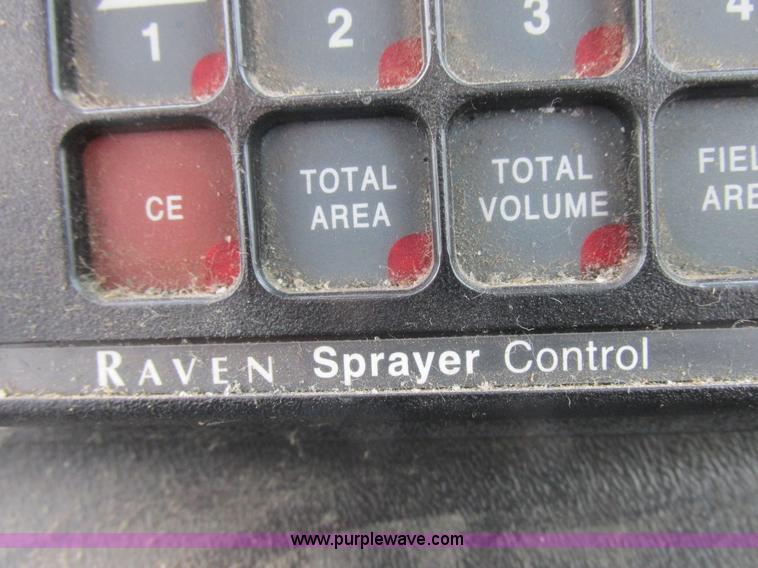 1 2 3 4
CE
TOTAL
AREA
TOTAL
VOLUME
RAVEN Sprayer Control
www.purplewave.com